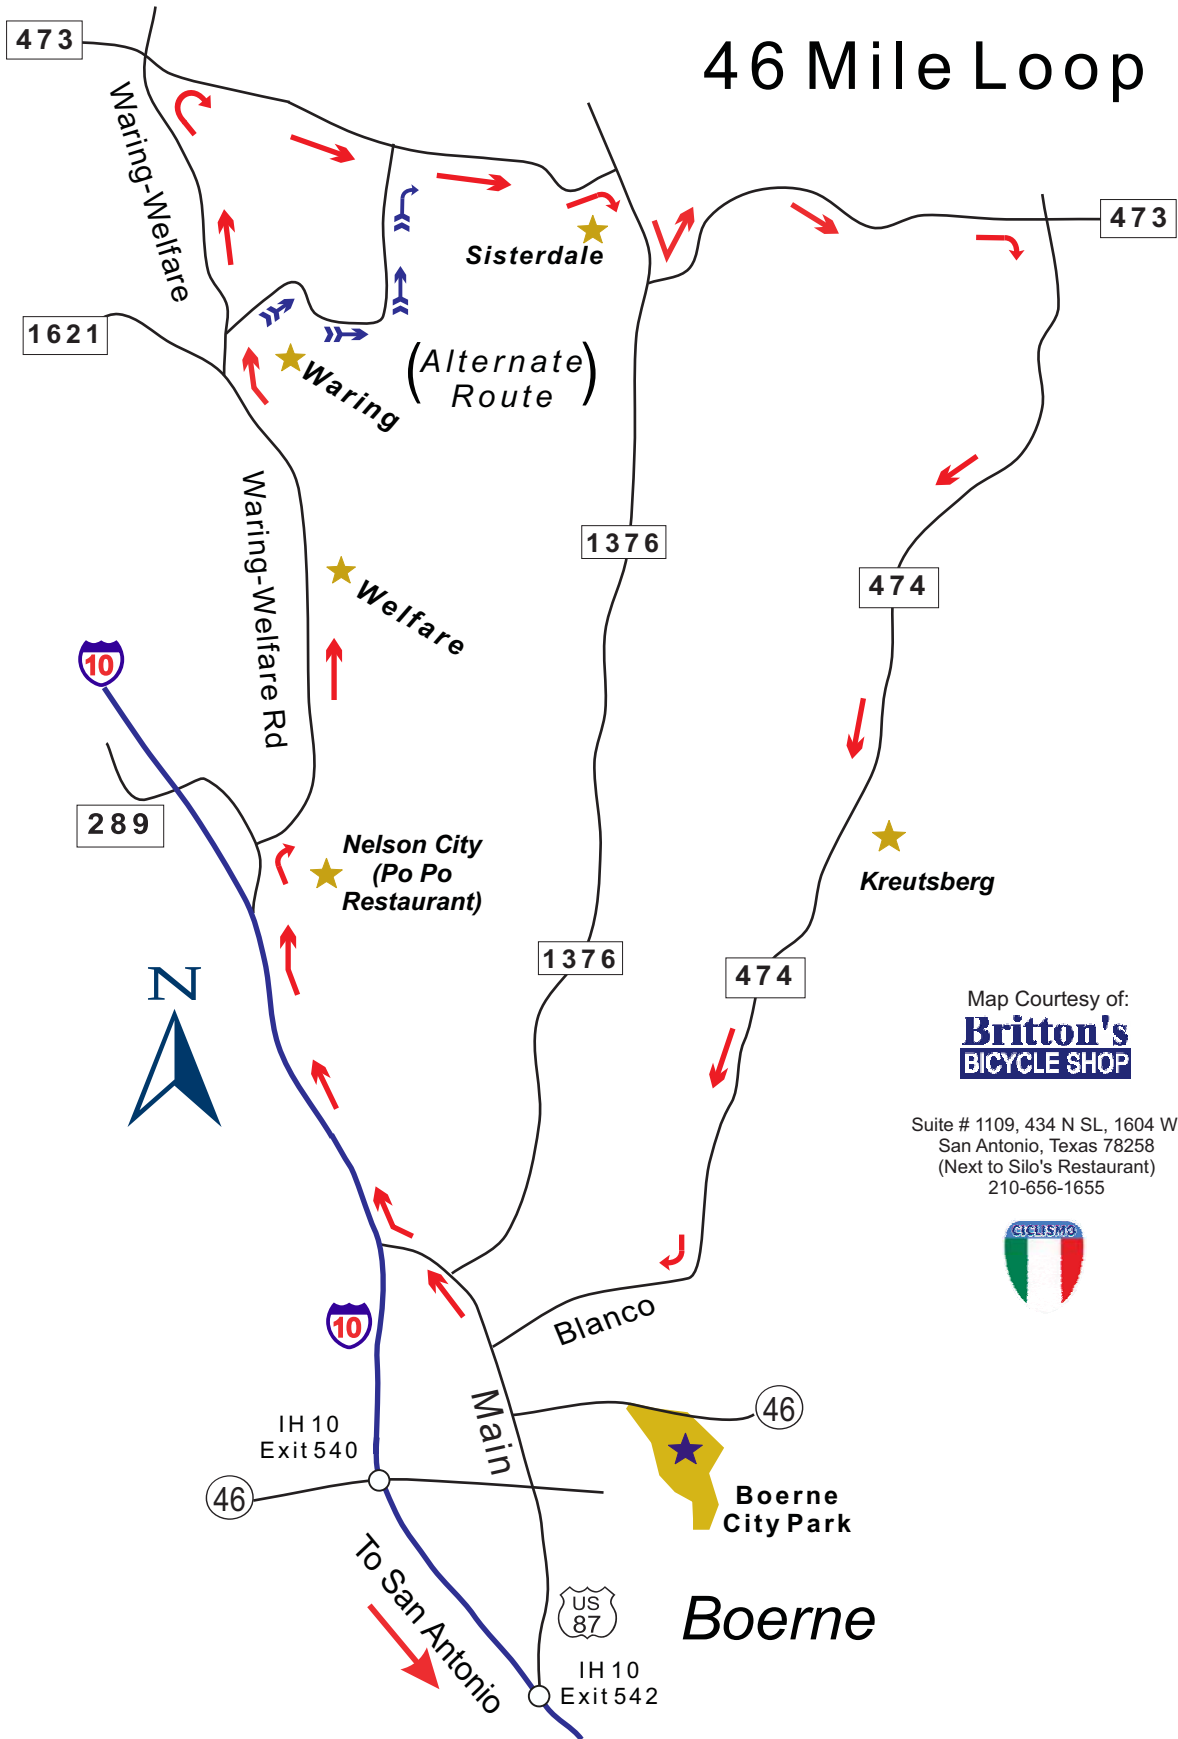 46 Mile Loop
473
Waring-Welfare
473
Sisterdale
1621
(Alternate
Route)
Waring
Waring-Welfare Rd
1376
474
Welfare
10
289
Nelson City
(Po Po
Restaurant)
Kreutsberg
1376
474
N
Map Courtesy of:
Britton's
BICYCLE SHOP
Suite # 1109, 434 N SL, 1604 W
San Antonio, Texas 78258
(Next to Silo's Restaurant)
210-656-1655
CICLISMO
10
Blanco
Main
46
IH 10
Exit 540
46
Boerne
City Park
To San Antonio
US
87
Boerne
IH 10
Exit 542